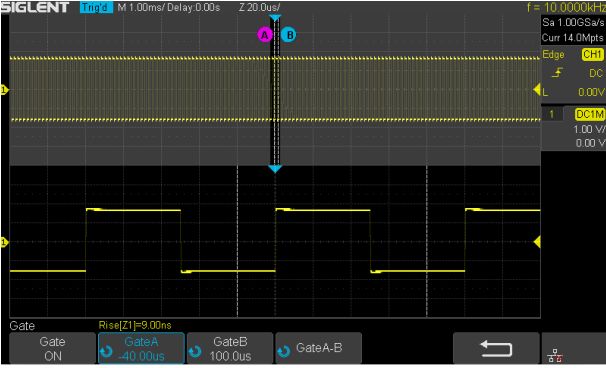 SIGLENT Trig'd M 1.00ms/ Delay:0.00s Z 20.0us/ f = 10.0000kHz
Sa 1.00GSa/s
Curr 14.0Mpts
A B
Edge CH1
DC
L 0.00V
1
1 DC1M
1.00 V/
0.00 V
1
Gate Rise[Z1]=9.00ns
Gate GateA GateB GateA-B
ON -40.00us 100.0us